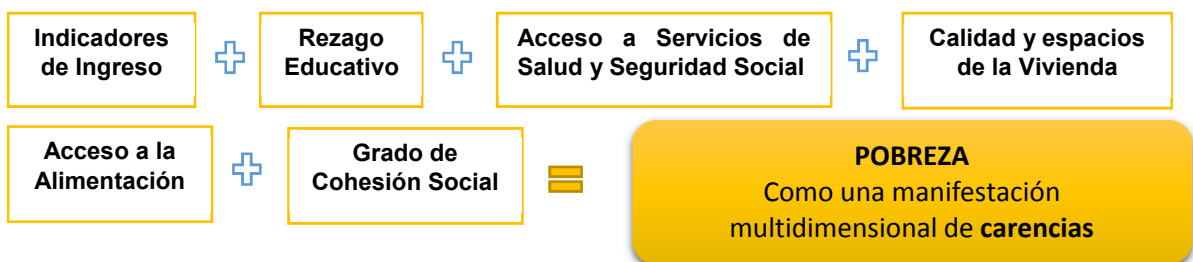 Indicadores
de Ingreso
Rezago
Educativo
Acceso a Servicios de
Salud y Seguridad Social
Calidad y espacios
de la Vivienda
Acceso a la
Alimentación
Grado de
Cohesión Social
POBREZA
Como una manifestación
multidimensional de carencias